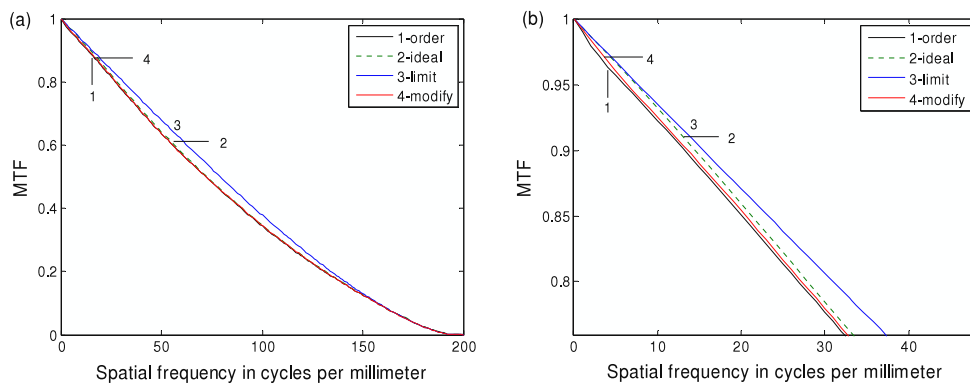 (a)
1
0.8
0.6
0.4
0.2
0
MTF
0
50
100
150
200
Spatial frequency in cycles per millimeter
1-order
2-ideal
3-limit
4-modify
4
1
3
2
(b)
1
0.95
0.9
0.85
0.8
MTF
0
10
20
30
40
Spatial frequency in cycles per millimeter
1-order
2-ideal
3-limit
4-modify
4
1
3
2